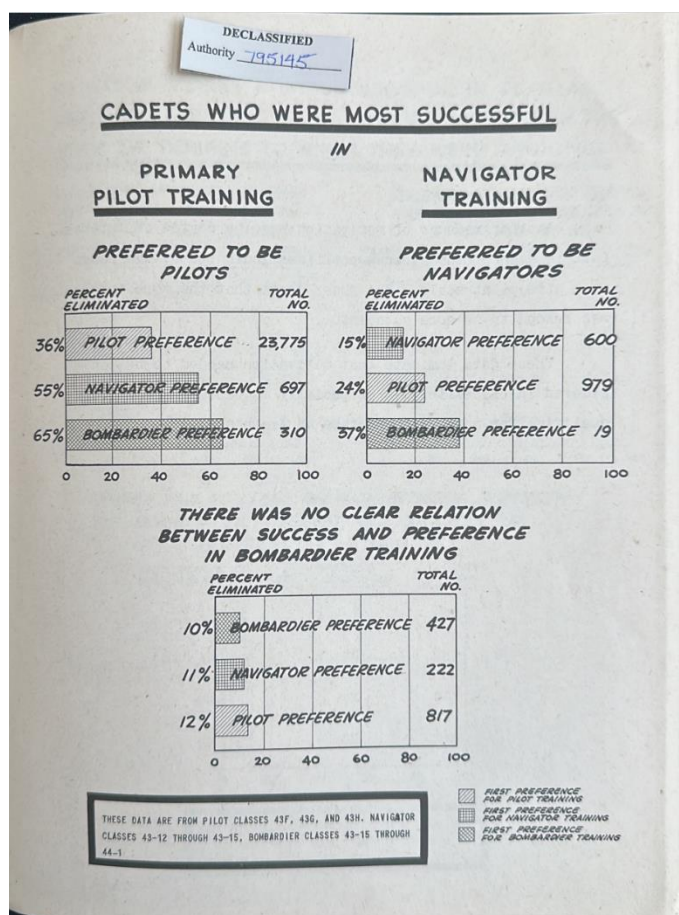 DECLASSIFIED
Authority 795145
CADETS WHO WERE MOST SUCCESSFUL
IN
PRIMARY
PILOT TRAINING
NAVIGATOR
TRAINING
PREFERRED TO BE
PILOTS
PERCENT
ELIMINATED
TOTAL
NO.
36% PILOT PREFERENCE 23,775
55% NAVIGATOR PREFERENCE 697
65% BOMBARDIER PREFERENCE 310
0 20 40 60 80 100
PREFERRED TO BE
NAVIGATORS
PERCENT
ELIMINATED
TOTAL
NO.
15% NAVIGATOR PREFERENCE 600
24% PILOT PREFERENCE 979
37% BOMBARDIER PREFERENCE 19
0 20 40 60 80 100
THERE WAS NO CLEAR RELATION
BETWEEN SUCCESS AND PREFERENCE
IN BOMBARDIER TRAINING
PERCENT
ELIMINATED
TOTAL
NO.
10% BOMBARDIER PREFERENCE 427
11% NAVIGATOR PREFERENCE 222
12% PILOT PREFERENCE 817
0 20 40 60 80 100
THESE DATA ARE FROM PILOT CLASSES 43F, 43G, AND 43H. NAVIGATOR
CLASSES 43-12 THROUGH 43-15, BOMBARDIER CLASSES 43-15 THROUGH
44-1
FIRST PREFERENCE
FOR PILOT TRAINING
FIRST PREFERENCE
FOR NAVIGATOR TRAINING
FIRST PREFERENCE
FOR BOMBARDIER TRAINING